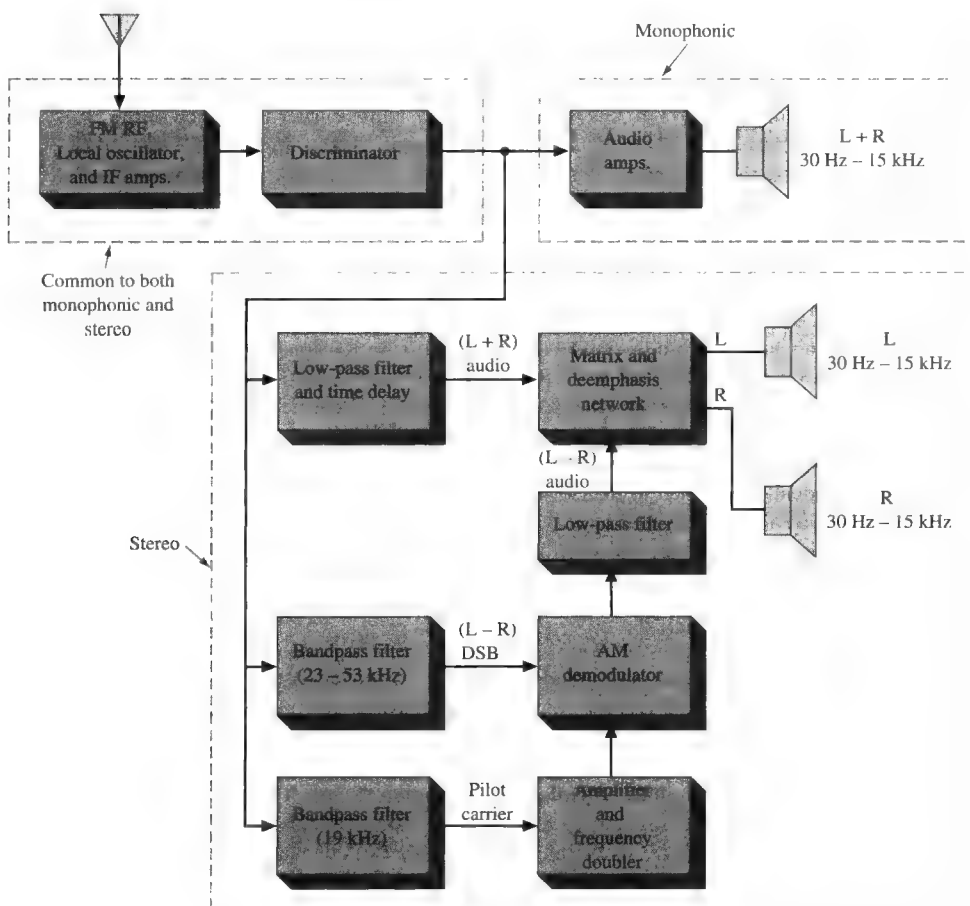 Monophonic
FM RF,
Local oscillator,
and IF amps.
Discriminator
Audio
amps.
L + R
30 Hz – 15 kHz
Common to both
monophonic and
stereo
Low-pass filter
and time delay
(L + R)
audio
Matrix and
deemphasis
network
L
R
L
30 Hz – 15 kHz
(L - R)
audio
R
30 Hz – 15 kHz
Low-pass filter
Stereo
Bandpass filter
(23 – 53 kHz)
(L – R)
DSB
AM
demodulator
Bandpass filter
(19 kHz)
Pilot
carrier
Amplifier
and
frequency
doubler